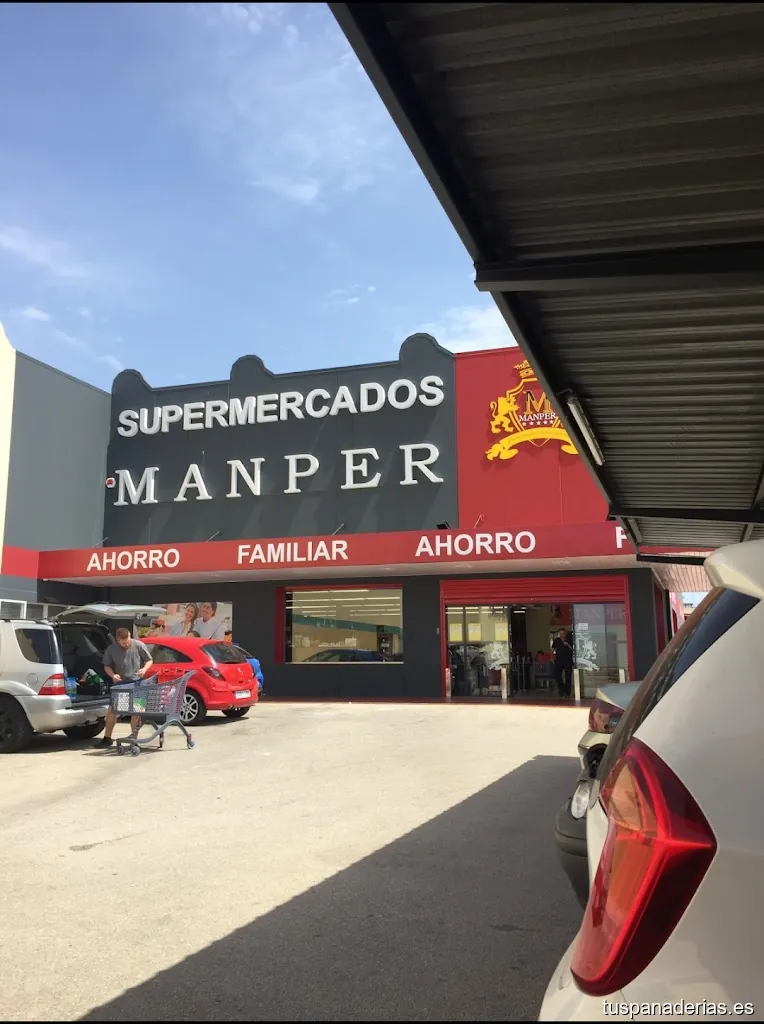 SUPERMERCADOS
MANPER
M
MANPER
AHORRO FAMILIAR AHORRO F
tuspanaderias.es